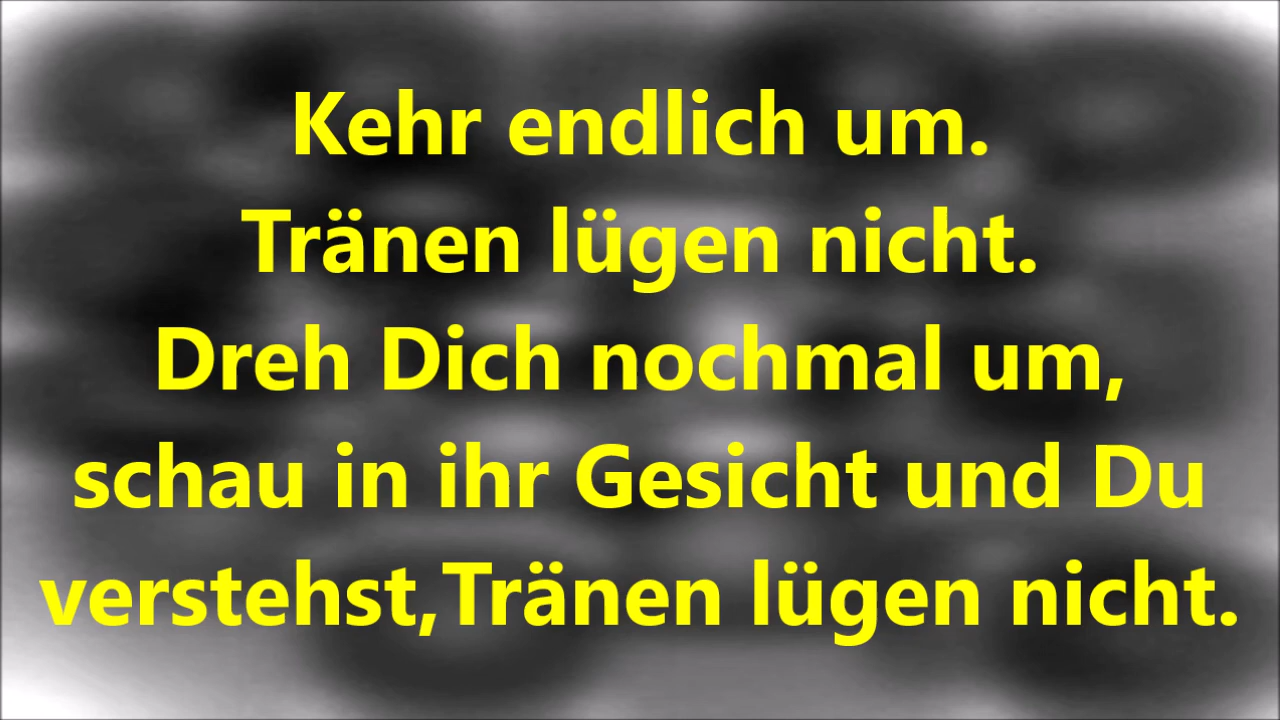 Kehr endlich um.
Tränen lügen nicht.
Dreh Dich nochmal um,
schau in ihr Gesicht und Du
verstehst,Tränen lügen nicht.